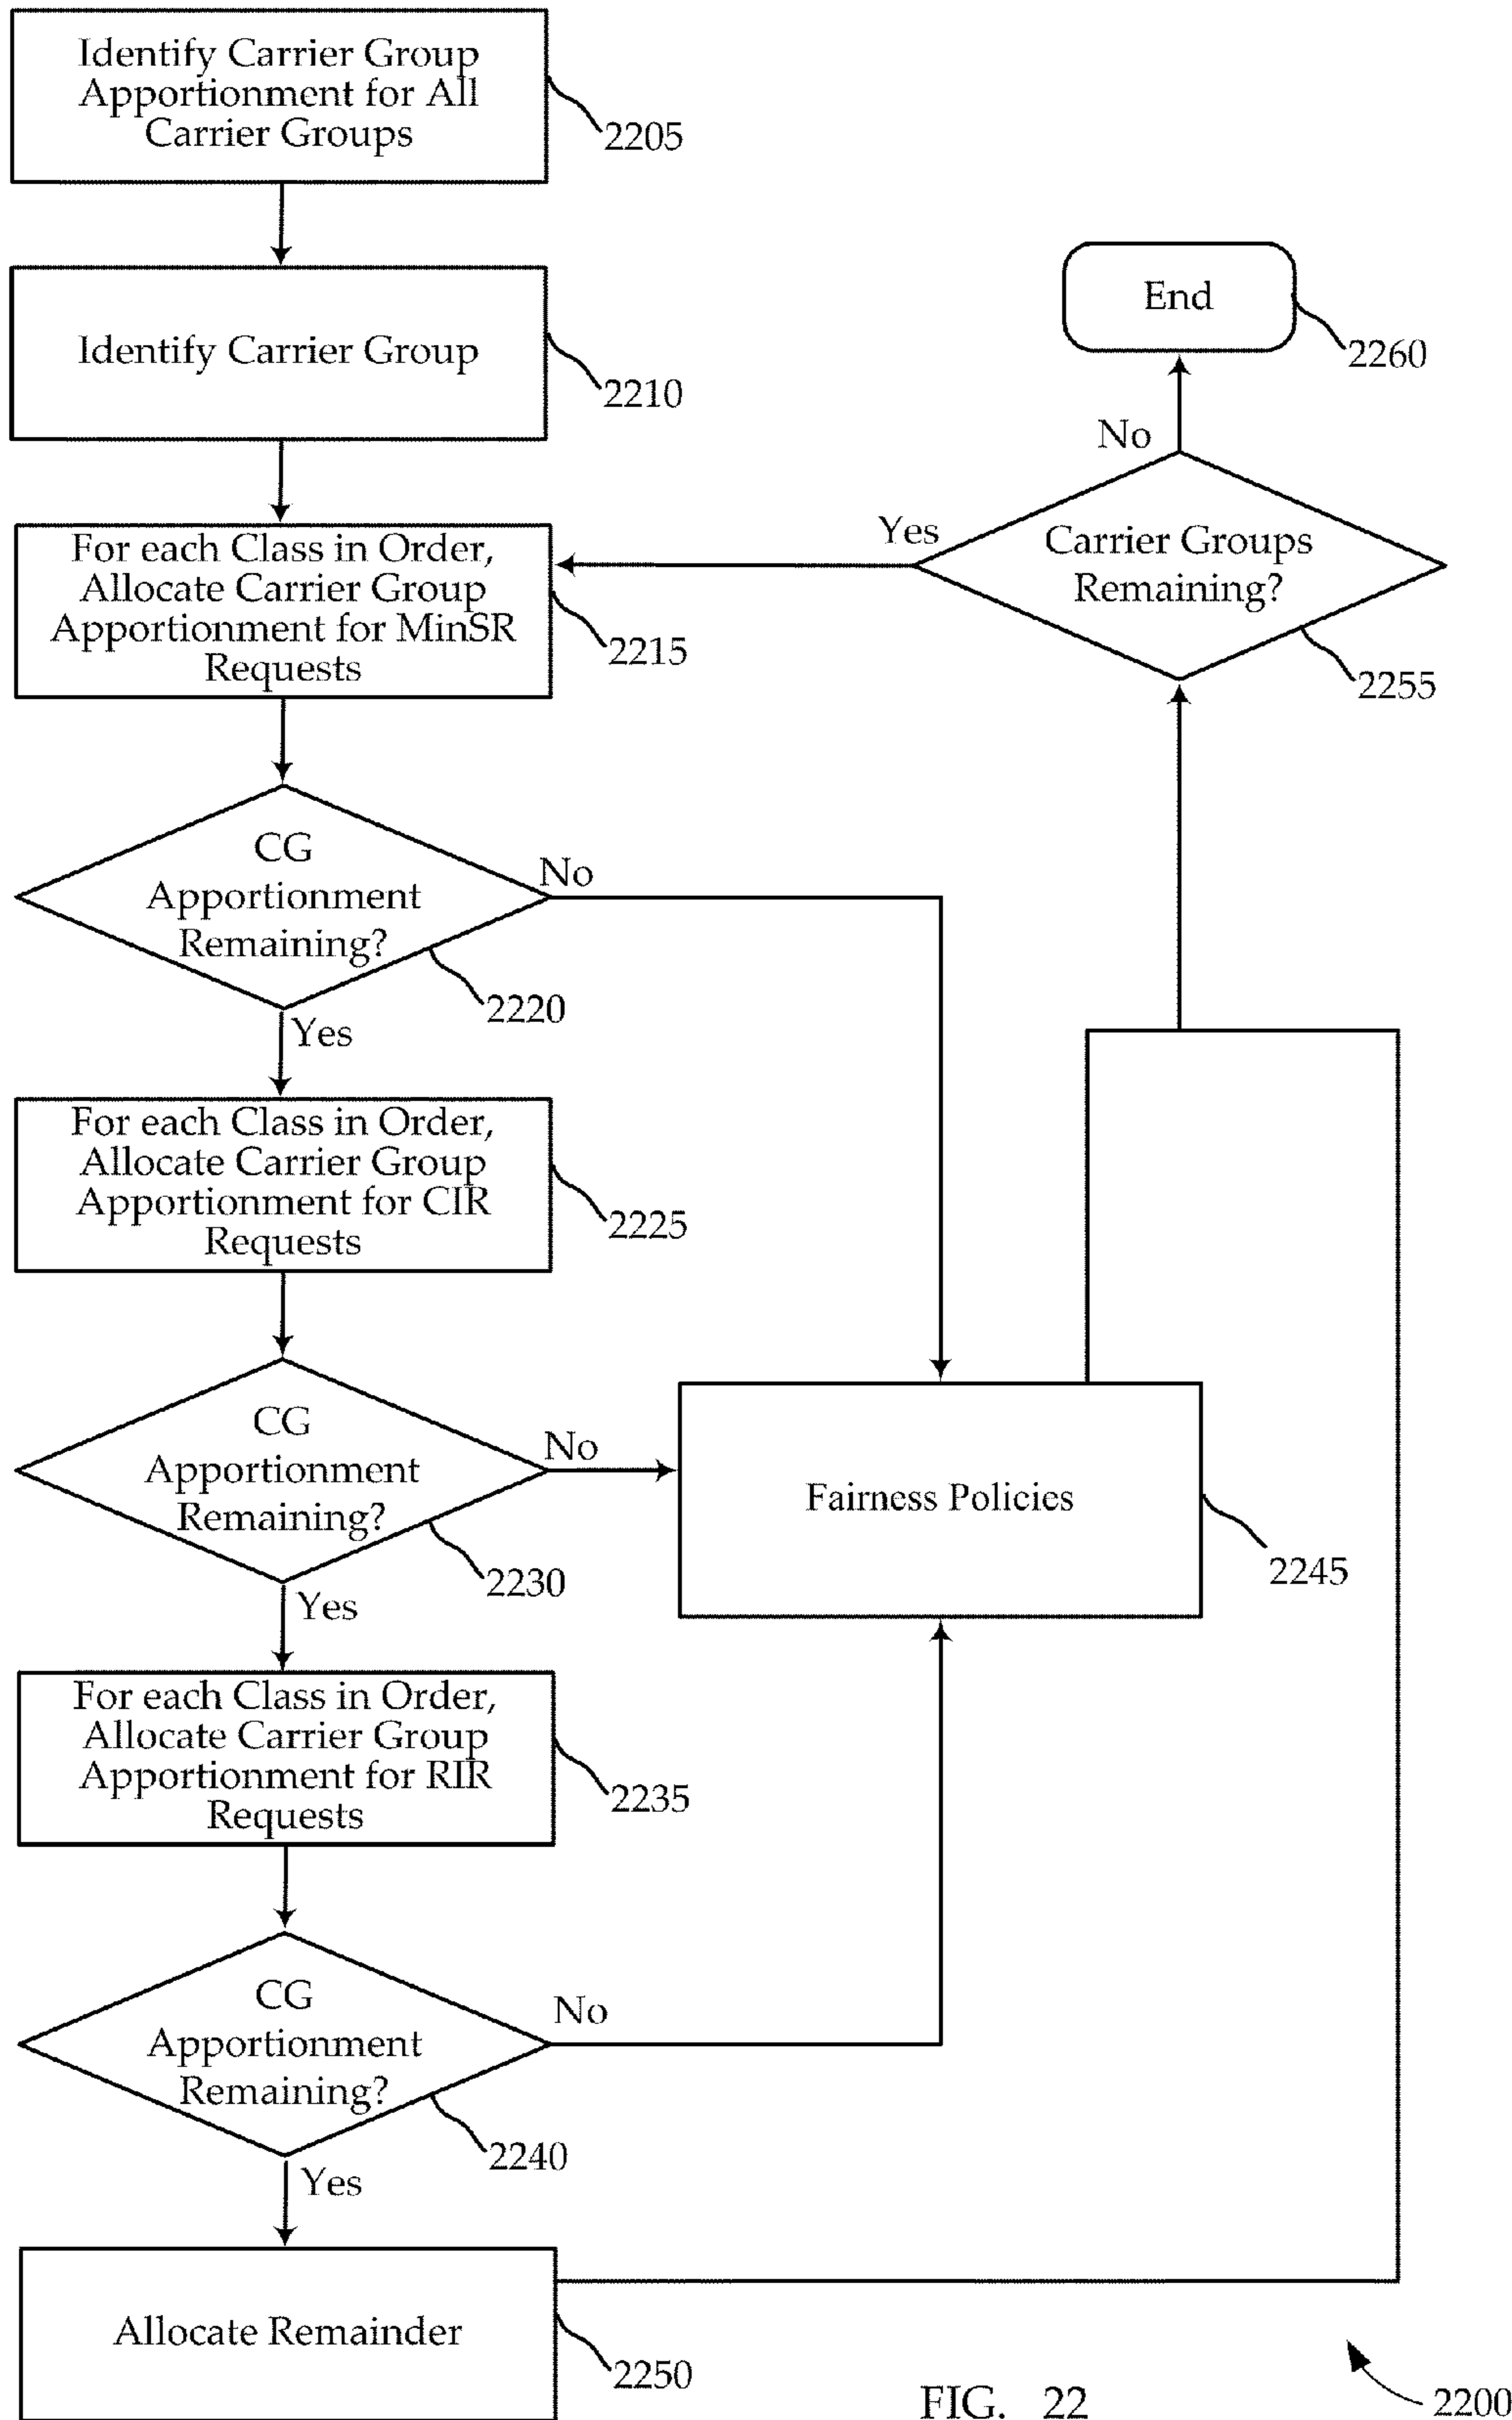 Identify Carrier Group
Apportionment for All
Carrier Groups
2205
Identify Carrier Group
2210
End
2260
No
Carrier Groups
Remaining?
Yes
2255
For each Class in Order,
Allocate Carrier Group
Apportionment for MinSR
Requests
2215
CG
Apportionment
Remaining?
No
2220
Yes
For each Class in Order,
Allocate Carrier Group
Apportionment for CIR
Requests
2225
CG
Apportionment
Remaining?
No
2230
Yes
Fairness Policies
2245
For each Class in Order,
Allocate Carrier Group
Apportionment for RIR
Requests
2235
CG
Apportionment
Remaining?
No
2240
Yes
Allocate Remainder
2250
FIG. 22
2200